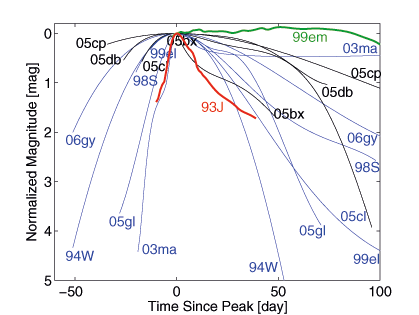 0
1
2
3
4
5
Normalized Magnitude [mag]
−50
0
50
100
Time Since Peak [day]
05cp
05db
05bx
99el
05c
98S
99em
03ma
05cp
05db
93J
05bx
06gy
06gy
98S
05gl
05cl
05gl
94W
03ma
94W
99el